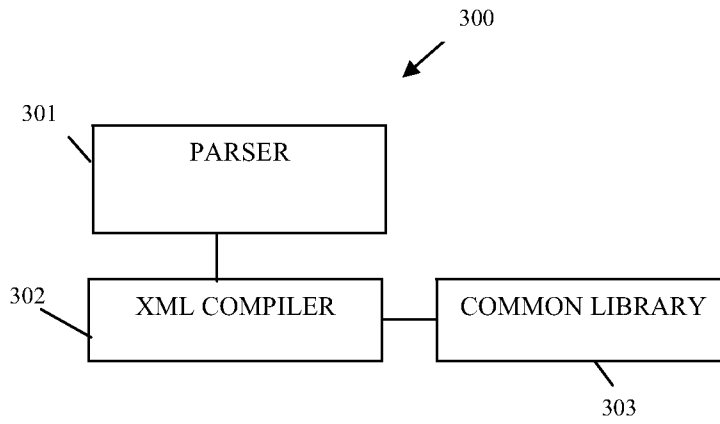 300
301
PARSER
302
XML COMPILER
COMMON LIBRARY
303